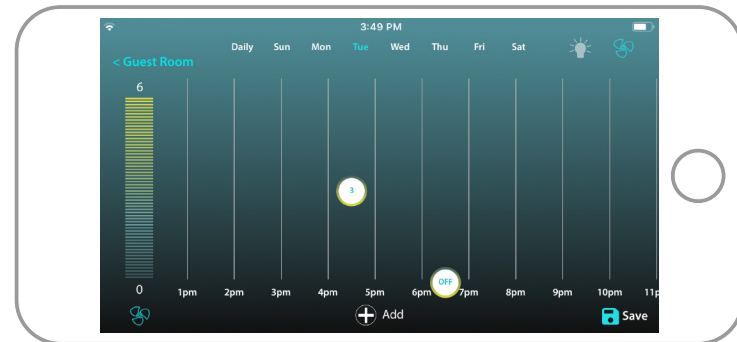 3:49 PM
Daily Sun Mon Tue Wed Thu Fri Sat
< Guest Room
6
3
OFF
0
1pm 2pm 3pm 4pm 5pm 6pm 7pm 8pm 9pm 10pm 11p
Add
Save